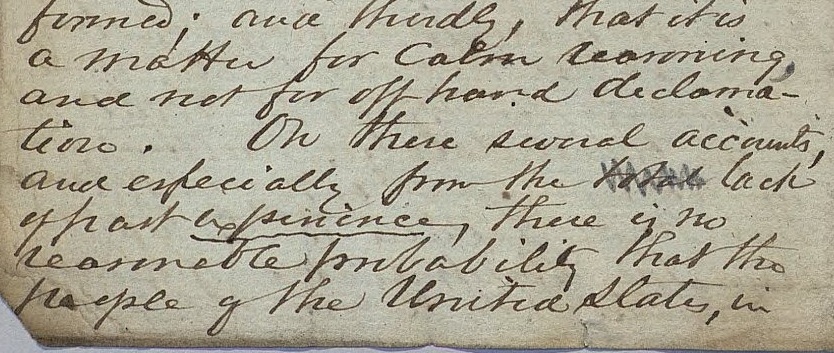 formed; and thirdly, that it is
a matter for calm reasoning,
and not for off hand declama-
tion. On these several accounts,
and especially from the lack
of past experience, there is no
reasonable probability that the
people of the United States, in